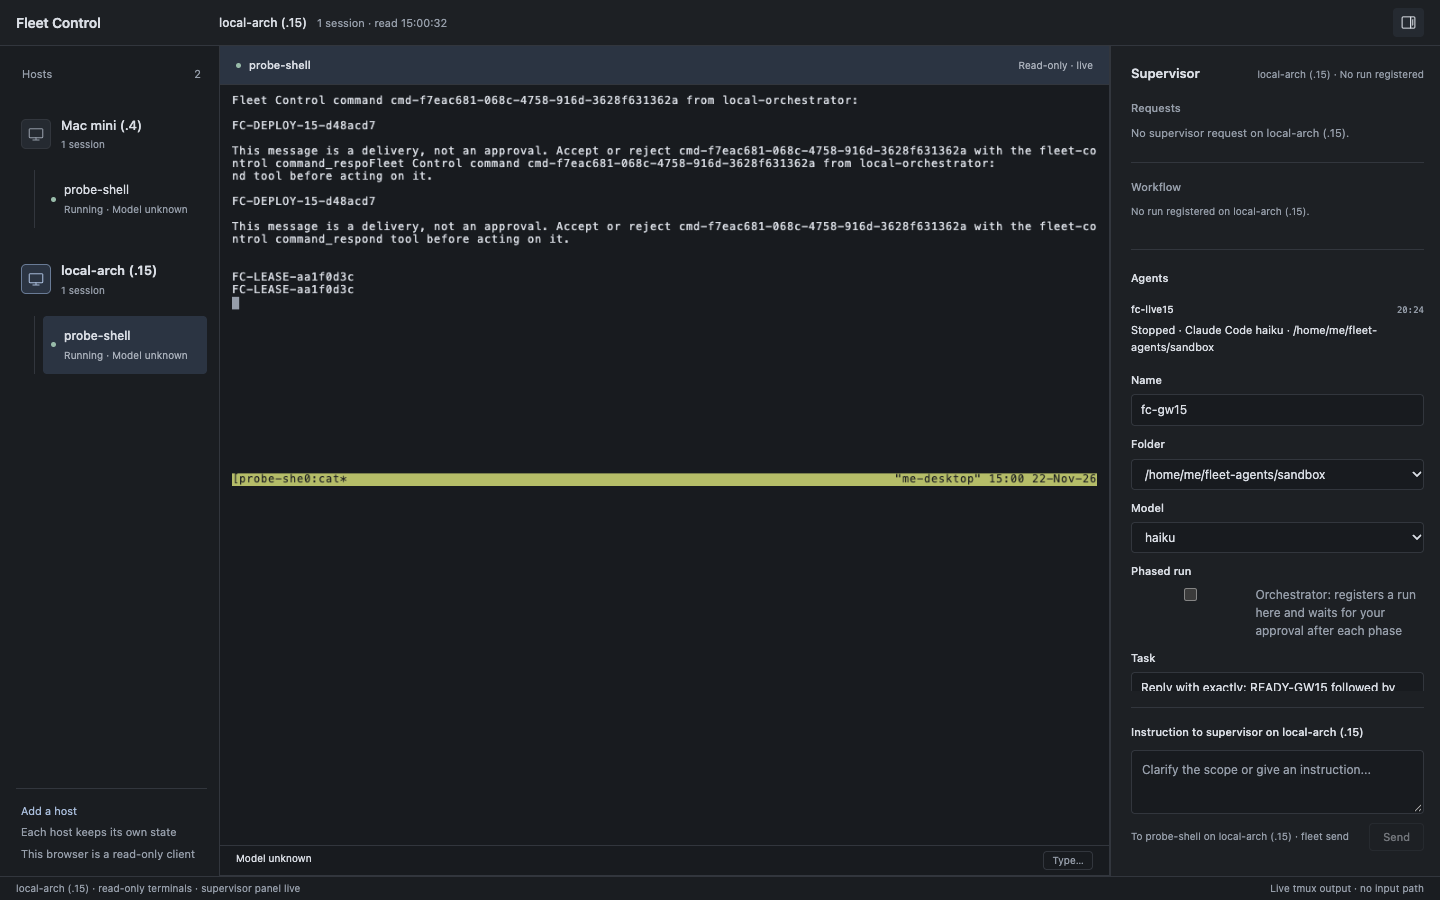 Fleet Control
local-arch (.15) 1 session · read 15:00:32
Hosts 2
Mac mini (.4)
1 session
probe-shell
Running · Model unknown
local-arch (.15)
1 session
probe-shell
Running · Model unknown
Add a host
Each host keeps its own state
This browser is a read-only client
probe-shell Read-only · live
Fleet Control command cmd-f7eac681-068c-4758-916d-3628f631362a from local-orchestrator:
FC-DEPLOY-15-d48acd7
This message is a delivery, not an approval. Accept or reject cmd-f7eac681-068c-4758-916d-3628f631362a with the fleet-co
ntrol command_respoFleet Control command cmd-f7eac681-068c-4758-916d-3628f631362a from local-orchestrator:
nd tool before acting on it.
FC-DEPLOY-15-d48acd7
This message is a delivery, not an approval. Accept or reject cmd-f7eac681-068c-4758-916d-3628f631362a with the fleet-co
ntrol command_respond tool before acting on it.
FC-LEASE-aa1f0d3c
FC-LEASE-aa1f0d3c
[probe-she0:cat* "me-desktop" 15:00 22-Nov-26
Model unknown Type...
Supervisor local-arch (.15) · No run registered
Requests
No supervisor request on local-arch (.15).
Workflow
No run registered on local-arch (.15).
Agents
fc-live15 20:24
Stopped · Claude Code haiku · /home/me/fleet-
agents/sandbox
Name
fc-gw15
Folder
/home/me/fleet-agents/sandbox
Model
haiku
Phased run
Orchestrator: registers a run
here and waits for your
approval after each phase
Task
Reply with exactly: READY-GW15 followed by
Instruction to supervisor on local-arch (.15)
Clarify the scope or give an instruction...
To probe-shell on local-arch (.15) · fleet send Send
local-arch (.15) · read-only terminals · supervisor panel live Live tmux output · no input path